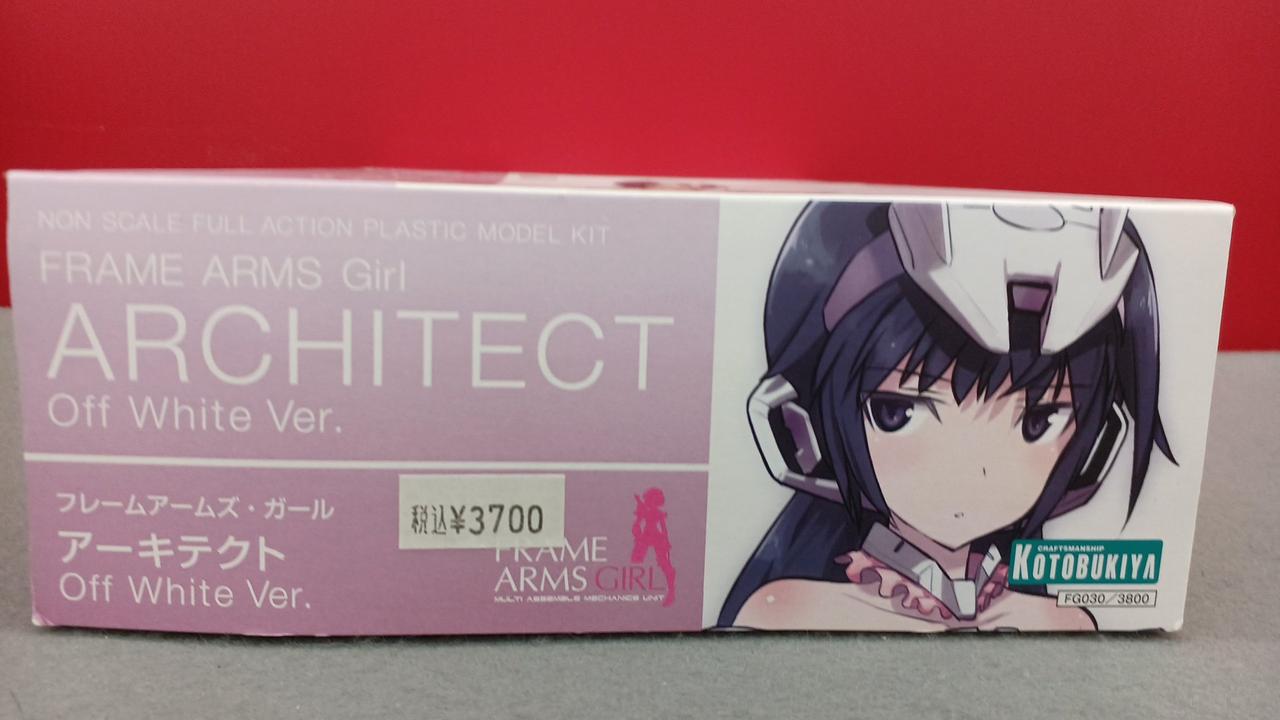 NON SCALE FULL ACTION PLASTIC MODEL KIT
FRAME ARMS Girl
ARCHITECT
Off White Ver.
フレームアームズ・ガール
アーキテクト
Off White Ver.
税込¥3700
FRAME
ARMS GIRL
MULTI ASSEMBLE MECHANICS UNIT
CRAFTSMANSHIP
KOTOBUKIYA
FG030/3800